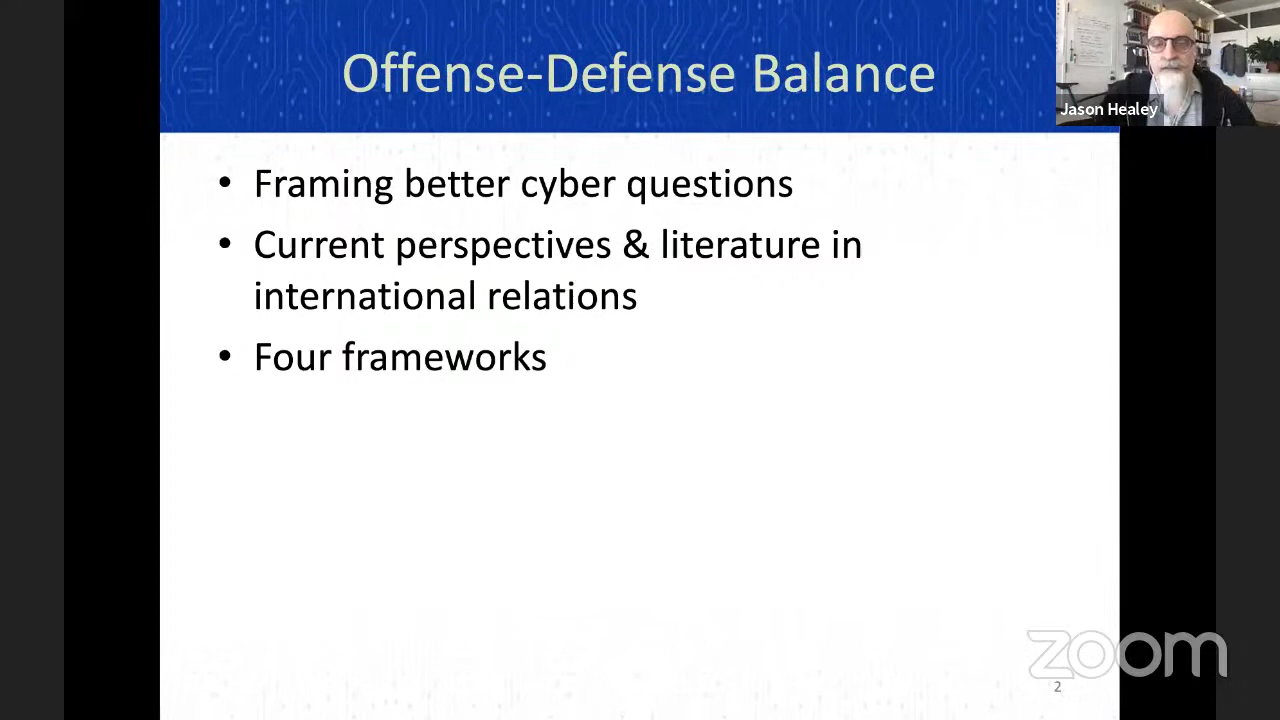 Offense-Defense Balance
Jason Healey
• Framing better cyber questions
• Current perspectives & literature in
international relations
• Four frameworks
zoom
2